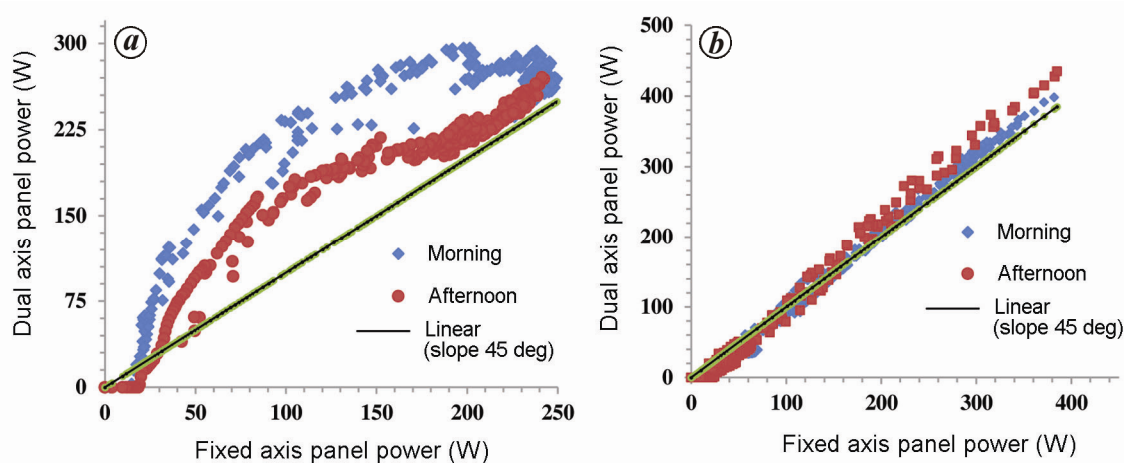 a
Dual axis panel power (W)
300
225
150
75
0
Morning
Afternoon
Linear
(slope 45 deg)
0
50
100
150
200
250
Fixed axis panel power (W)
b
Dual axis panel power (W)
500
400
300
200
100
0
Morning
Afternoon
Linear
(slope 45 deg)
0
100
200
300
400
Fixed axis panel power (W)